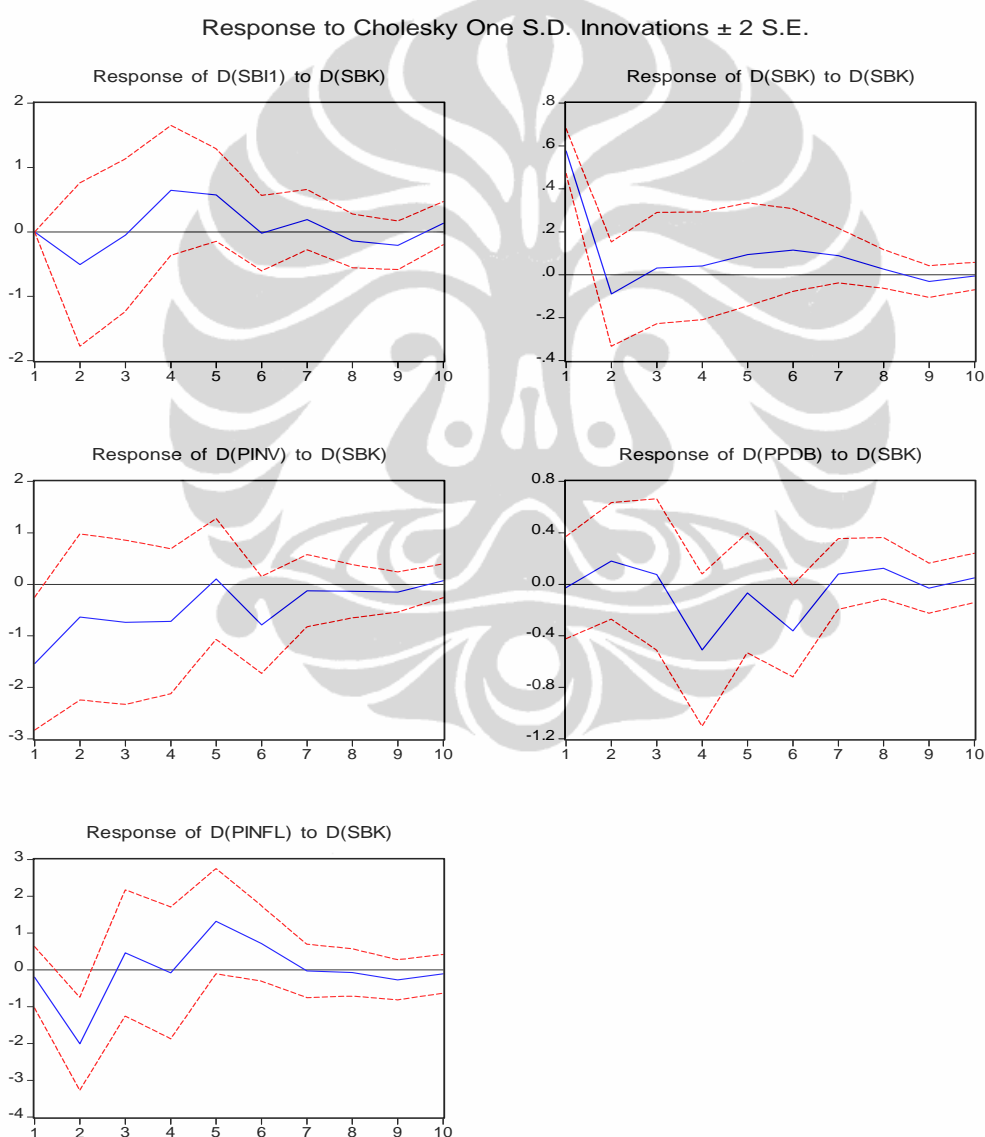 Response to Cholesky One S.D. Innovations ± 2 S.E.
Response of D(SBI1) to D(SBK)
2
1
0
-1
-2
1 2 3 4 5 6 7 8 9 10
Response of D(SBK) to D(SBK)
.8
.6
.4
.2
.0
-.2
-.4
1 2 3 4 5 6 7 8 9 10
Response of D(PINV) to D(SBK)
2
1
0
-1
-2
-3
1 2 3 4 5 6 7 8 9 10
Response of D(PPDB) to D(SBK)
0.8
0.4
0.0
-0.4
-0.8
-1.2
1 2 3 4 5 6 7 8 9 10
Response of D(PINFL) to D(SBK)
3
2
1
0
-1
-2
-3
-4
1 2 3 4 5 6 7 8 9 10